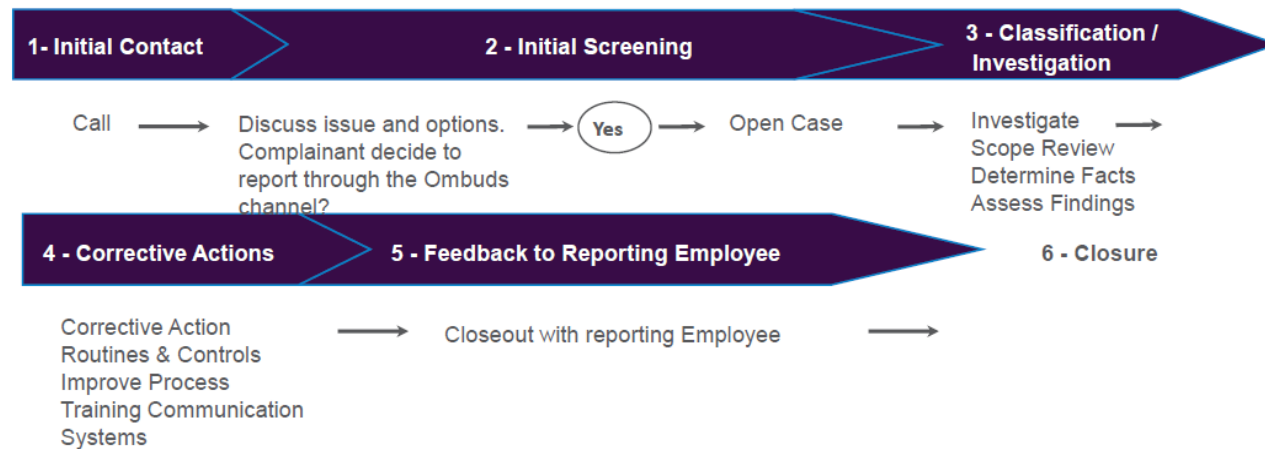 1- Initial Contact
2 - Initial Screening
3 - Classification /
Investigation
Call
Discuss issue and options.
Complainant decide to
report through the Ombuds
channel?
Yes
Open Case
Investigate
Scope Review
Determine Facts
Assess Findings
4 - Corrective Actions
5 - Feedback to Reporting Employee
6 - Closure
Corrective Action
Routines & Controls
Improve Process
Training Communication
Systems
Closeout with reporting Employee